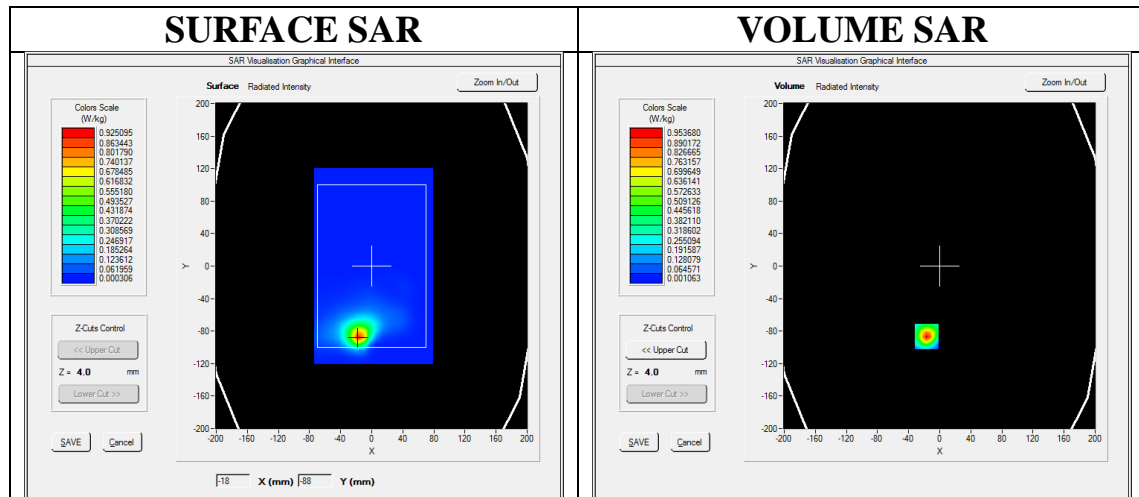 SURFACE SAR
SAR Visualisation Graphical Interface
Surface Radiated Intensity
Zoom In/Out
Colors Scale
(W/kg)
0.925095
0.863443
0.801790
0.740137
0.678485
0.616832
0.555180
0.493527
0.431874
0.370222
0.308569
0.246917
0.185264
0.123612
0.061959
0.000306
Z-Cuts Control
<< Upper Cut
Z = 4.0 mm
Lower Cut >>
SAVE Cancel
200
160
120
80
40
0
-40
-80
-120
-160
-200
Y
-200 -160 -120 -80 -40 0 40 80 120 160 200
X
-18 X (mm) -88 Y (mm)
VOLUME SAR
SAR Visualisation Graphical Interface
Volume Radiated Intensity
Zoom In/Out
Colors Scale
(W/kg)
0.953680
0.890172
0.826665
0.763157
0.699649
0.636141
0.572633
0.509126
0.445618
0.382110
0.318602
0.255094
0.191587
0.128079
0.064571
0.001063
Z-Cuts Control
<< Upper Cut
Z = 4.0 mm
Lower Cut >>
SAVE Cancel
200
160
120
80
40
0
-40
-80
-120
-160
-200
Y
-200 -160 -120 -80 -40 0 40 80 120 160 200
X